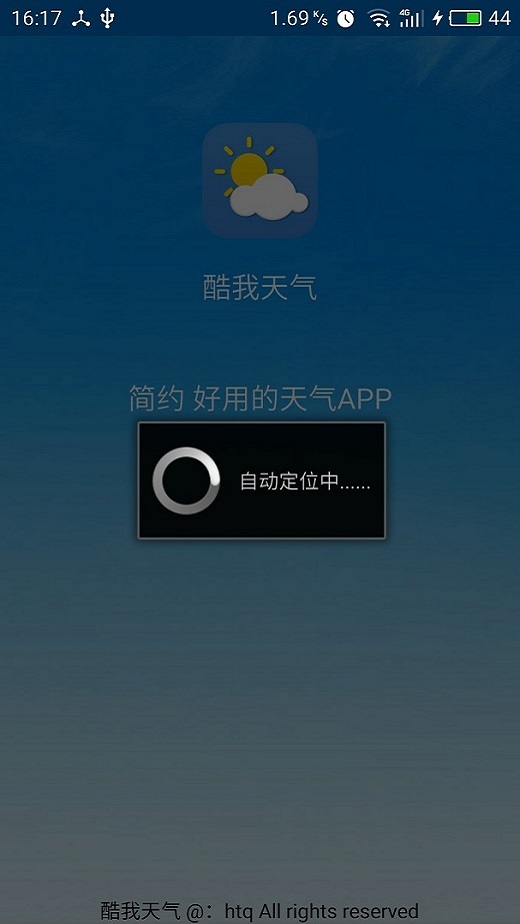 16:17 1.69 K/s 4G 44
酷我天气
简约 好用的天气APP
自动定位中......
酷我天气 @：htq All rights reserved